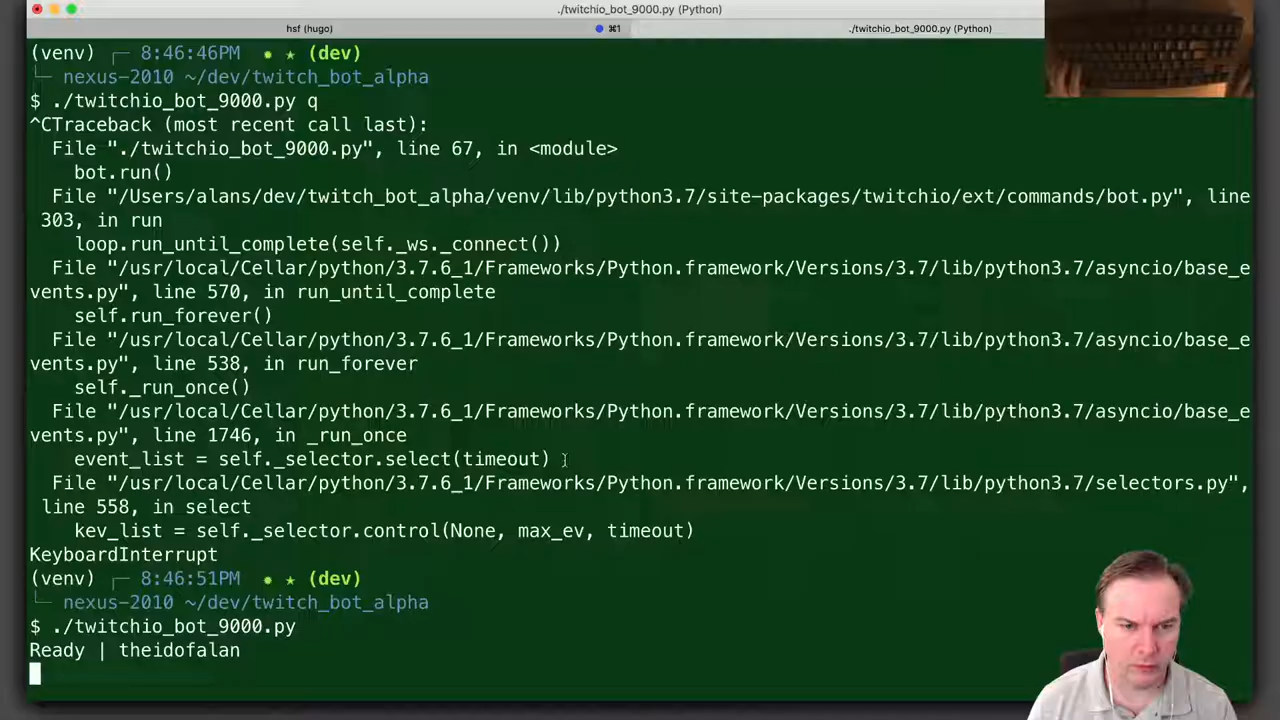 ./twitchio_bot_9000.py (Python)
hsf (hugo)
⌘1
./twitchio_bot_9000.py (Python)
(venv) ┌─ 8:46:46PM ● ★ (dev)
└─ nexus-2010 ~/dev/twitch_bot_alpha
$ ./twitchio_bot_9000.py q
^CTraceback (most recent call last):
File "./twitchio_bot_9000.py", line 67, in <module>
bot.run()
File "/Users/alans/dev/twitch_bot_alpha/venv/lib/python3.7/site-packages/twitchio/ext/commands/bot.py", line
303, in run
loop.run_until_complete(self._ws._connect())
File "/usr/local/Cellar/python/3.7.6_1/Frameworks/Python.framework/Versions/3.7/lib/python3.7/asyncio/base_e
vents.py", line 570, in run_until_complete
self.run_forever()
File "/usr/local/Cellar/python/3.7.6_1/Frameworks/Python.framework/Versions/3.7/lib/python3.7/asyncio/base_e
vents.py", line 538, in run_forever
self._run_once()
File "/usr/local/Cellar/python/3.7.6_1/Frameworks/Python.framework/Versions/3.7/lib/python3.7/asyncio/base_e
vents.py", line 1746, in _run_once
event_list = self._selector.select(timeout)
File "/usr/local/Cellar/python/3.7.6_1/Frameworks/Python.framework/Versions/3.7/lib/python3.7/selectors.py",
line 558, in select
kev_list = self._selector.control(None, max_ev, timeout)
KeyboardInterrupt
(venv) ┌─ 8:46:51PM ● ★ (dev)
└─ nexus-2010 ~/dev/twitch_bot_alpha
$ ./twitchio_bot_9000.py
Ready | theidofalan